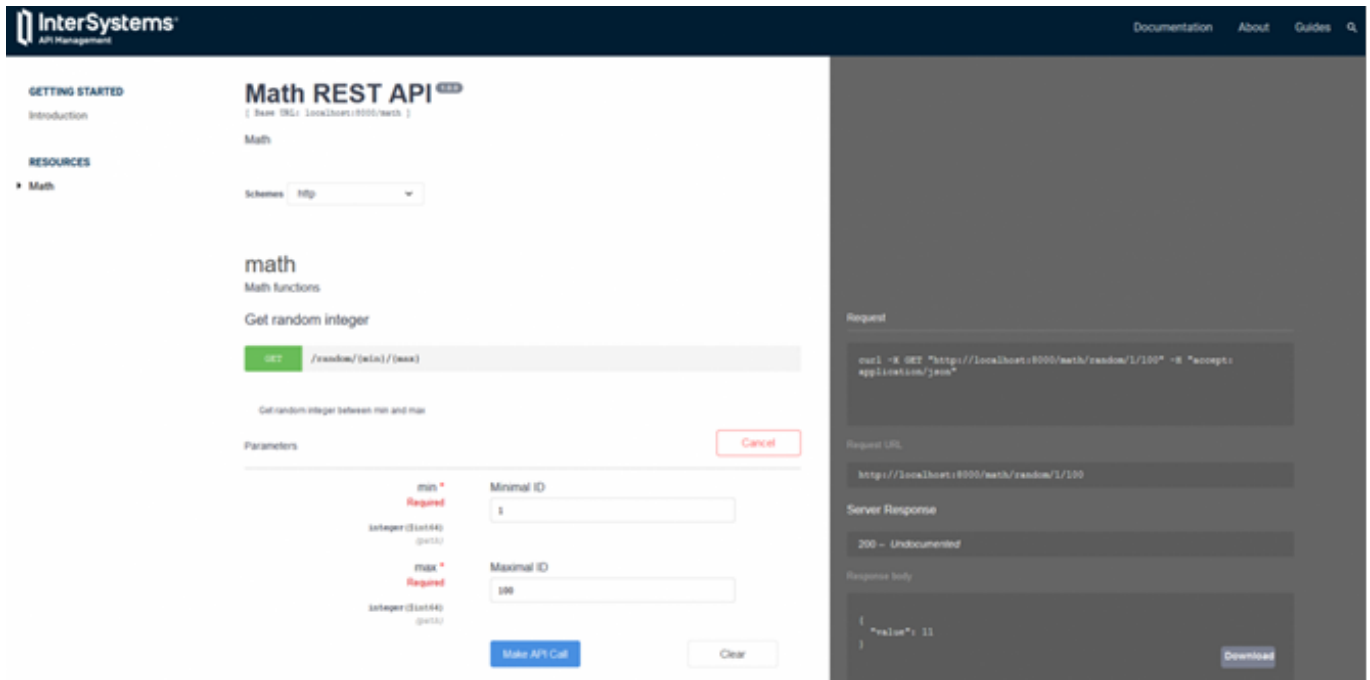 InterSystems
API Management
Documentation About Guides
GETTING STARTED
Introduction
RESOURCES
Math
Math REST API
[ Base URL: localhost:8000/math ]
Math
Schemes http
math
Math functions
Get random integer
GET /random/{min}/{max}
Get random integer between min and max
Parameters
Cancel
min *
Required
integer($int64)
(path)
Minimal ID
1
max *
Required
integer($int64)
(path)
Maximal ID
100
Make API Call
Clear
Request
curl -X GET "http://localhost:8000/math/random/1/100" -H "accept:
application/json"
Request URL
http://localhost:8000/math/random/1/100
Server Response
200 – Undocumented
Response body
{
"value": 11
}
Download